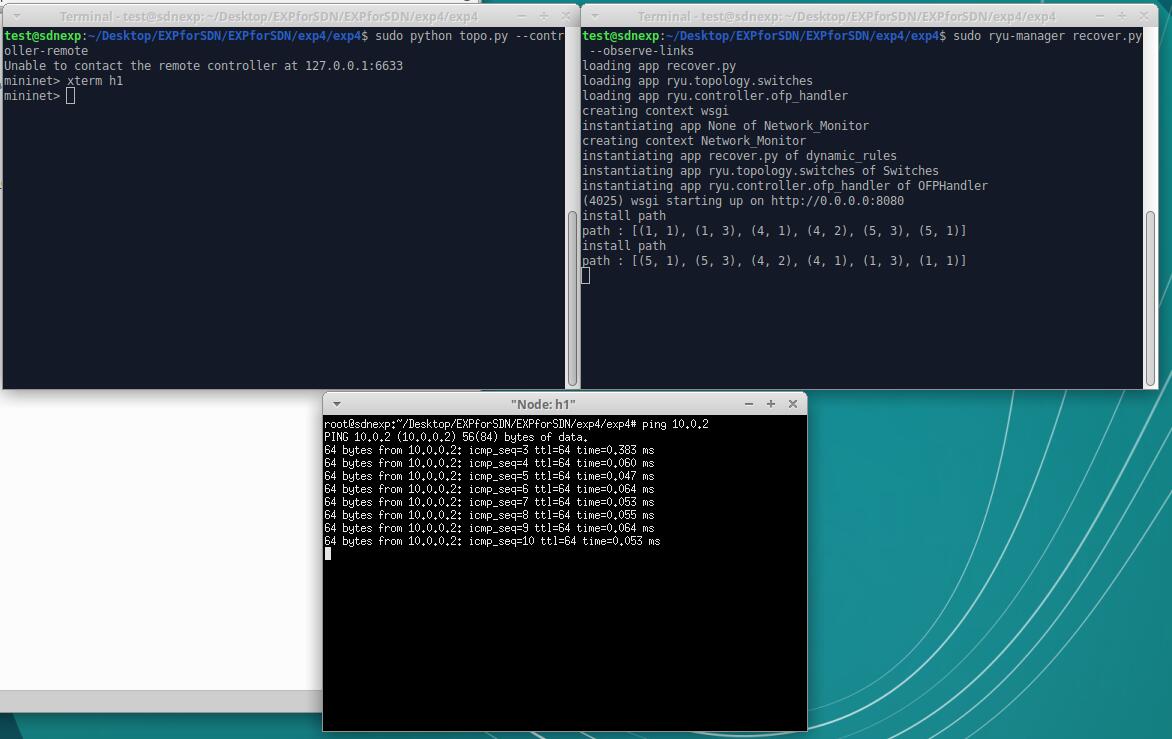 Terminal - test@sdnexp: ~/Desktop/EXPforSDN/EXPforSDN/exp4/exp4
test@sdnexp:~/Desktop/EXPforSDN/EXPforSDN/exp4/exp4$ sudo python topo.py --contr
oller-remote
Unable to contact the remote controller at 127.0.0.1:6633
mininet> xterm h1
mininet>
Terminal - test@sdnexp: ~/Desktop/EXPforSDN/EXPforSDN/exp4/exp4
test@sdnexp:~/Desktop/EXPforSDN/EXPforSDN/exp4/exp4$ sudo ryu-manager recover.py
--observe-links
loading app recover.py
loading app ryu.topology.switches
loading app ryu.controller.ofp_handler
creating context wsgi
instantiating app None of Network_Monitor
creating context Network_Monitor
instantiating app recover.py of dynamic_rules
instantiating app ryu.topology.switches of Switches
instantiating app ryu.controller.ofp_handler of OFPHandler
(4025) wsgi starting up on http://0.0.0.0:8080
install path
path : [(1, 1), (1, 3), (4, 1), (4, 2), (5, 3), (5, 1)]
install path
path : [(5, 1), (5, 3), (4, 2), (4, 1), (1, 3), (1, 1)]
"Node: h1"
root@sdnexp:~/Desktop/EXPforSDN/EXPforSDN/exp4/exp4# ping 10.0.2
PING 10.0.2 (10.0.0.2) 56(84) bytes of data.
64 bytes from 10.0.0.2: icmp_seq=3 ttl=64 time=0.383 ms
64 bytes from 10.0.0.2: icmp_seq=4 ttl=64 time=0.060 ms
64 bytes from 10.0.0.2: icmp_seq=5 ttl=64 time=0.047 ms
64 bytes from 10.0.0.2: icmp_seq=6 ttl=64 time=0.064 ms
64 bytes from 10.0.0.2: icmp_seq=7 ttl=64 time=0.053 ms
64 bytes from 10.0.0.2: icmp_seq=8 ttl=64 time=0.055 ms
64 bytes from 10.0.0.2: icmp_seq=9 ttl=64 time=0.064 ms
64 bytes from 10.0.0.2: icmp_seq=10 ttl=64 time=0.053 ms